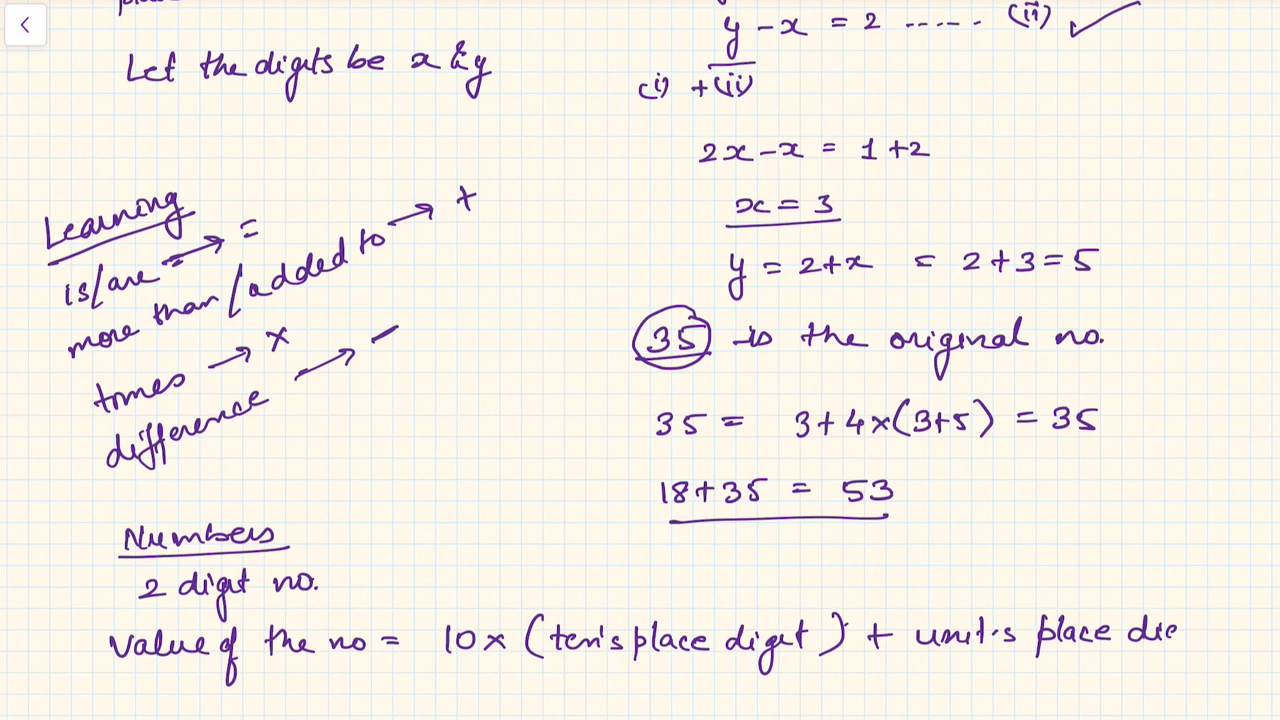 Let the digits be x & y
Learning
is/are → =
more than/added to → +
times → ×
difference → -
Numbers
2 digit no.
Value of the no = 10× (ten's place digit) + unit's place die
y - x = 2 ----- (ii) ✓
(i) + (ii)
2x - x = 1 + 2
x = 3
y = 2+x = 2+3 = 5
35 is the original no.
35 = 3 + 4×(3+5) = 35
18 + 35 = 53